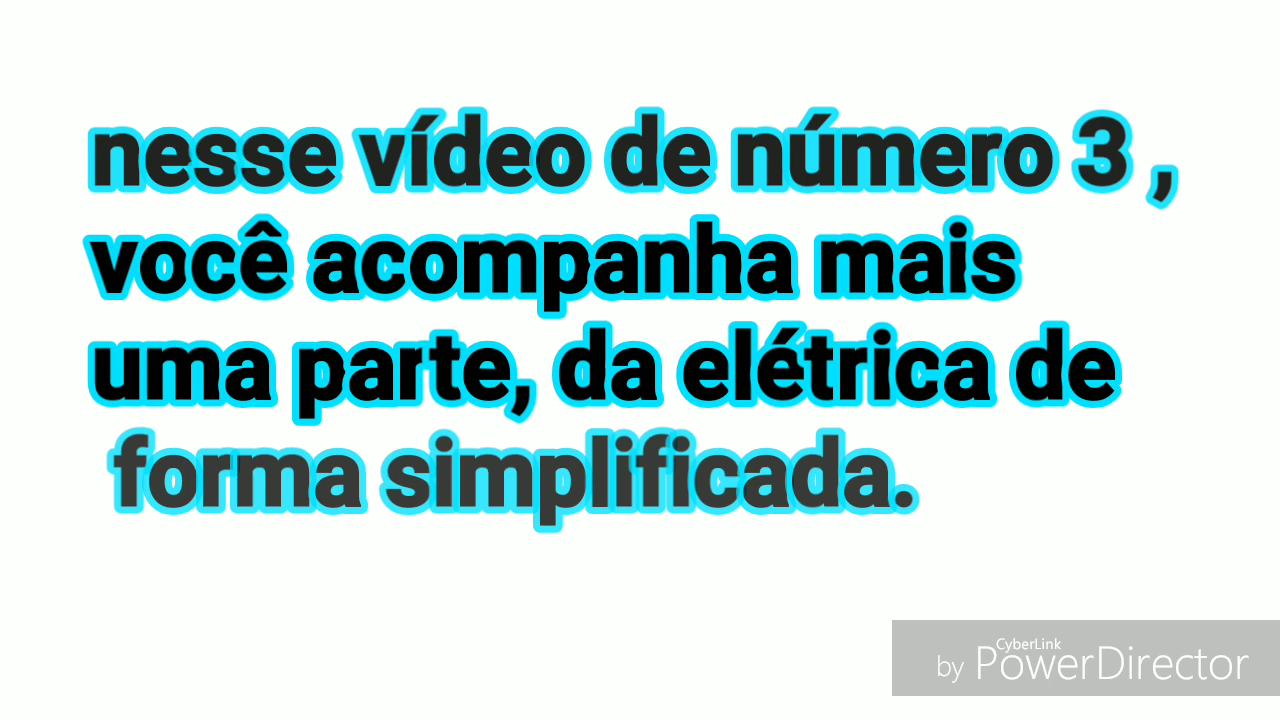 nesse vídeo de número 3 ,
você acompanha mais
uma parte, da elétrica de
forma simplificada.
CyberLink
by PowerDirector